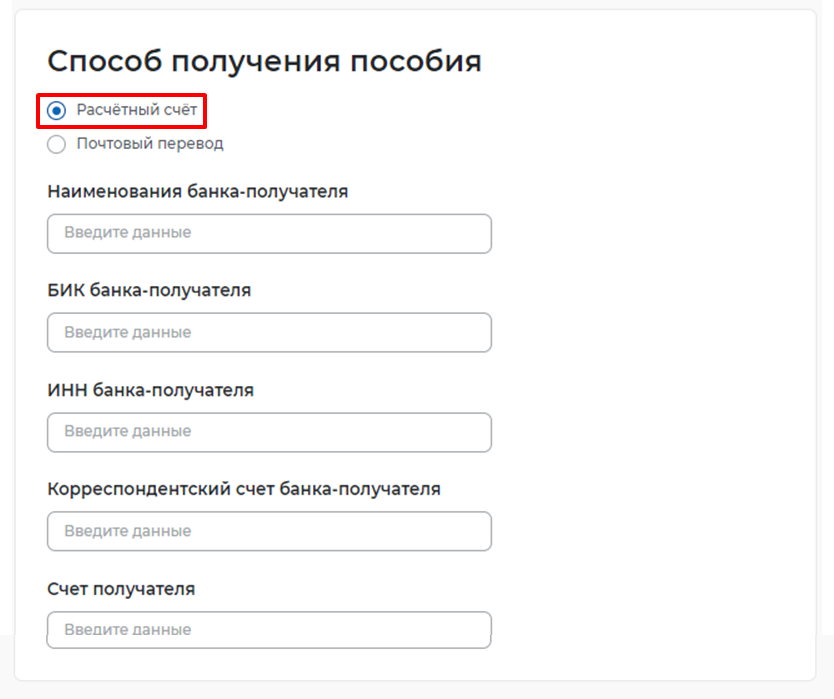 Способ получения пособия
Расчётный счёт
Почтовый перевод
Наименования банка-получателя
Введите данные
БИК банка-получателя
Введите данные
ИНН банка-получателя
Введите данные
Корреспондентский счет банка-получателя
Введите данные
Счет получателя
Введите данные